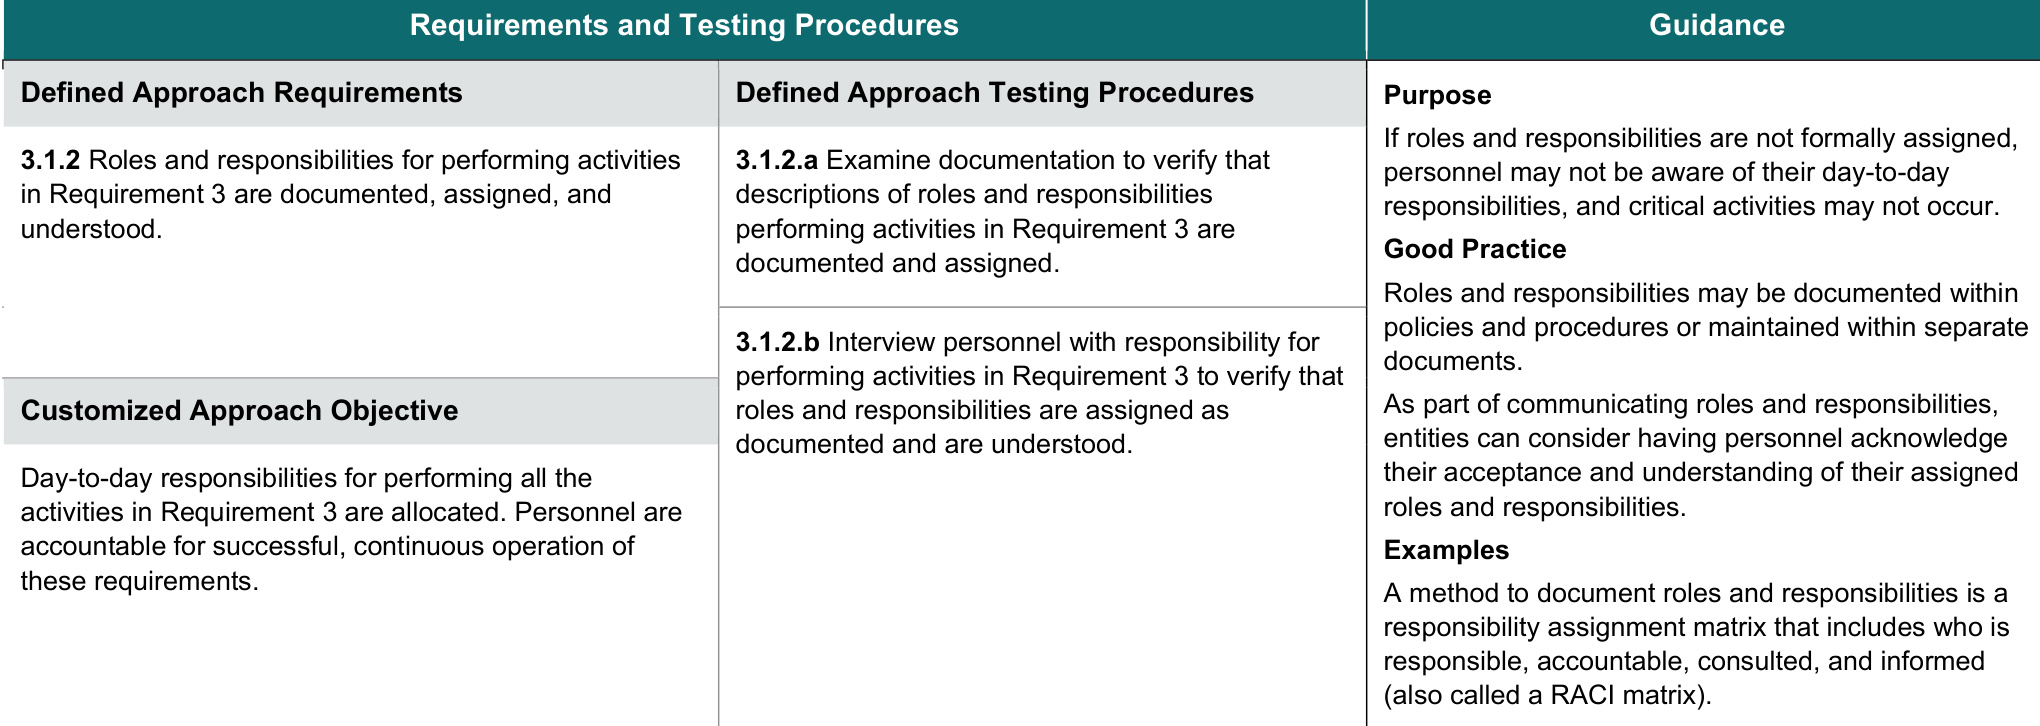 Requirements and Testing Procedures
Guidance
Defined Approach Requirements
3.1.2 Roles and responsibilities for performing activities
in Requirement 3 are documented, assigned, and
understood.
Customized Approach Objective
Day-to-day responsibilities for performing all the
activities in Requirement 3 are allocated. Personnel are
accountable for successful, continuous operation of
these requirements.
Defined Approach Testing Procedures
3.1.2.a Examine documentation to verify that
descriptions of roles and responsibilities
performing activities in Requirement 3 are
documented and assigned.
3.1.2.b Interview personnel with responsibility for
performing activities in Requirement 3 to verify that
roles and responsibilities are assigned as
documented and are understood.
Purpose
If roles and responsibilities are not formally assigned,
personnel may not be aware of their day-to-day
responsibilities, and critical activities may not occur.
Good Practice
Roles and responsibilities may be documented within
policies and procedures or maintained within separate
documents.
As part of communicating roles and responsibilities,
entities can consider having personnel acknowledge
their acceptance and understanding of their assigned
roles and responsibilities.
Examples
A method to document roles and responsibilities is a
responsibility assignment matrix that includes who is
responsible, accountable, consulted, and informed
(also called a RACI matrix).